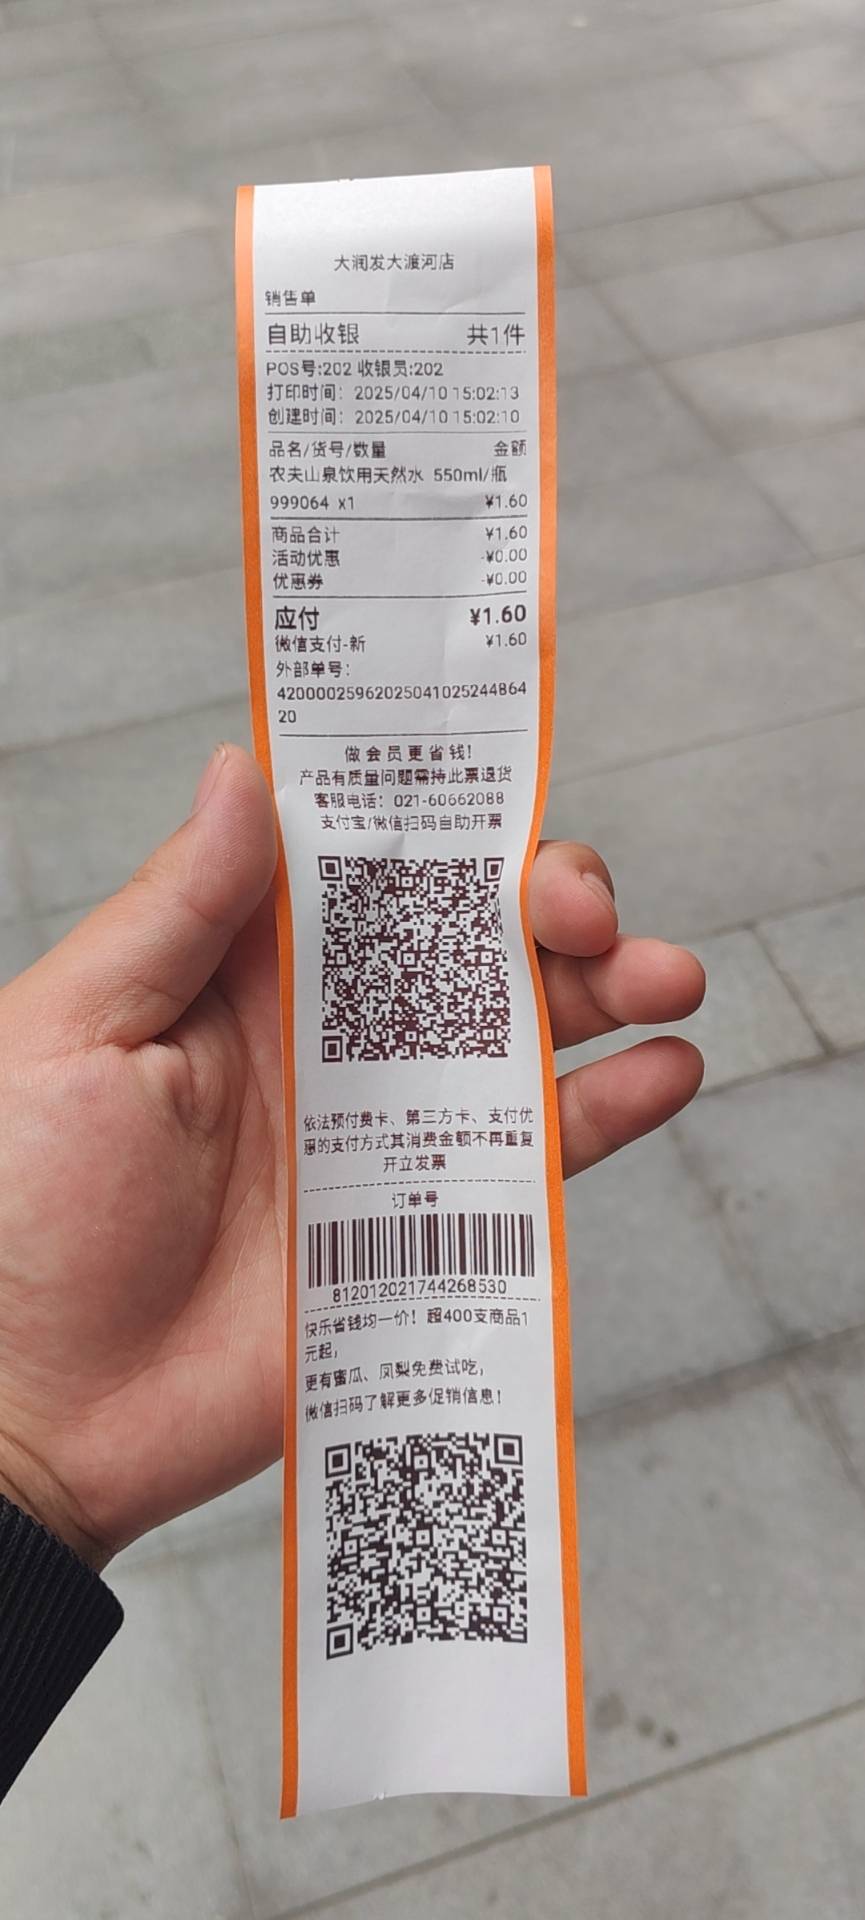 大润发大渡河店
销售单
自助收银 共1件
POS号:202 收银员:202
打印时间： 2025/04/10 15:02:13
创建时间： 2025/04/10 15:02:10
品名/货号/数量 金额
农夫山泉饮用天然水 550ml/瓶
999064 x1 ¥1.60
商品合计 ¥1.60
活动优惠 -¥0.00
优惠券 -¥0.00
应付 ¥1.60
微信支付-新 ¥1.60
外部单号：
42000025962025041025244864
20
做会员更省钱!
产品有质量问题需持此票退货
客服电话：021-60662088
支付宝/微信扫码自助开票
依法预付费卡、第三方卡、支付优
惠的支付方式其消费金额不再重复
开立发票
订单号
812012021744268530
快乐省钱均一价！超400支商品1
元起，
更有蜜瓜、凤梨免费试吃，
微信扫码了解更多促销信息！